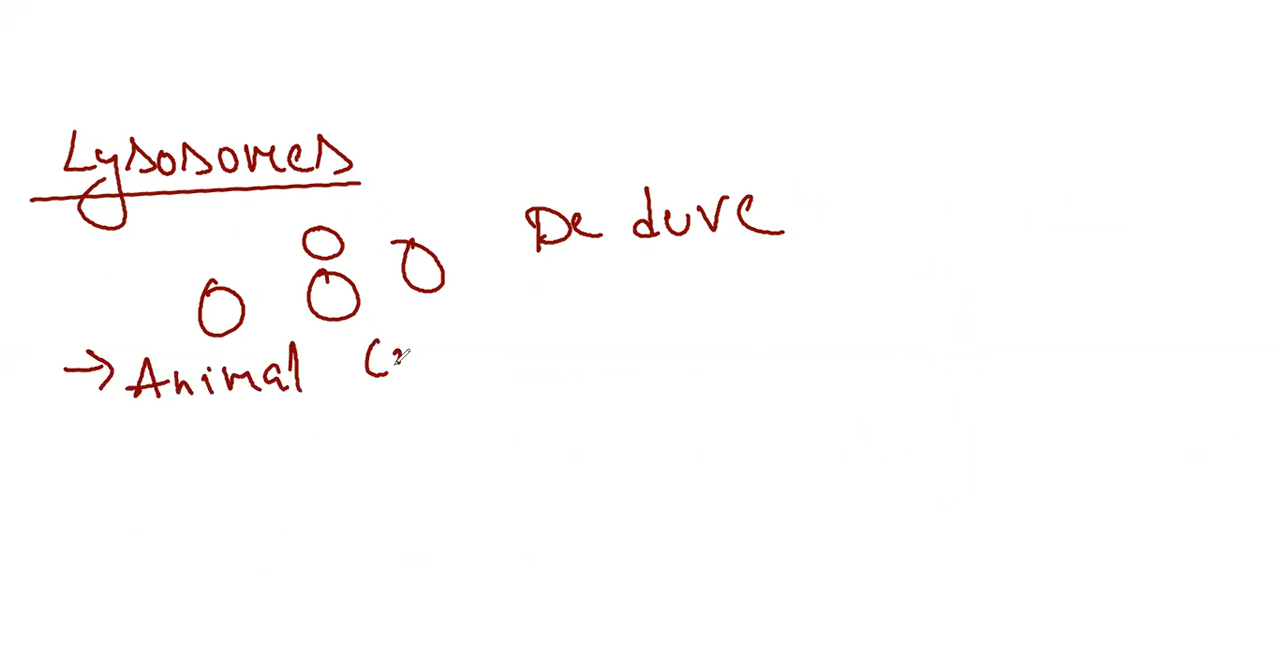 Lysosomes
De duve
→ Animal